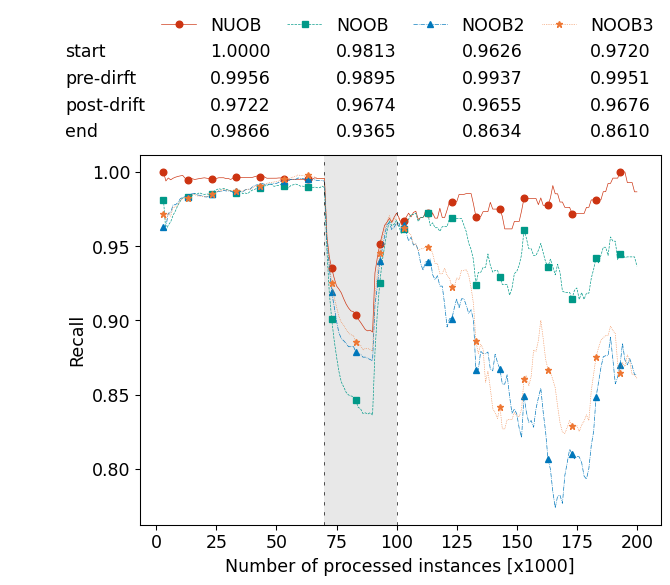 NUOB NOOB NOOB2 NOOB3
start 1.0000 0.9813 0.9626 0.9720
pre-dirft 0.9956 0.9895 0.9937 0.9951
post-drift 0.9722 0.9674 0.9655 0.9676
end 0.9866 0.9365 0.8634 0.8610
1.00
0.95
0.90
0.85
0.80
Recall
0 25 50 75 100 125 150 175 200
Number of processed instances [x1000]